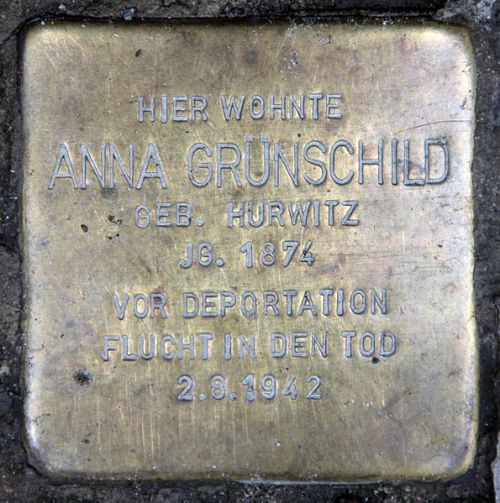 HIER WOHNTE
ANNA GRÜNSCHILD
GEB. HURWITZ
JG. 1874
VOR DEPORTATION
FLUCHT IN DEN TOD
2.8.1942